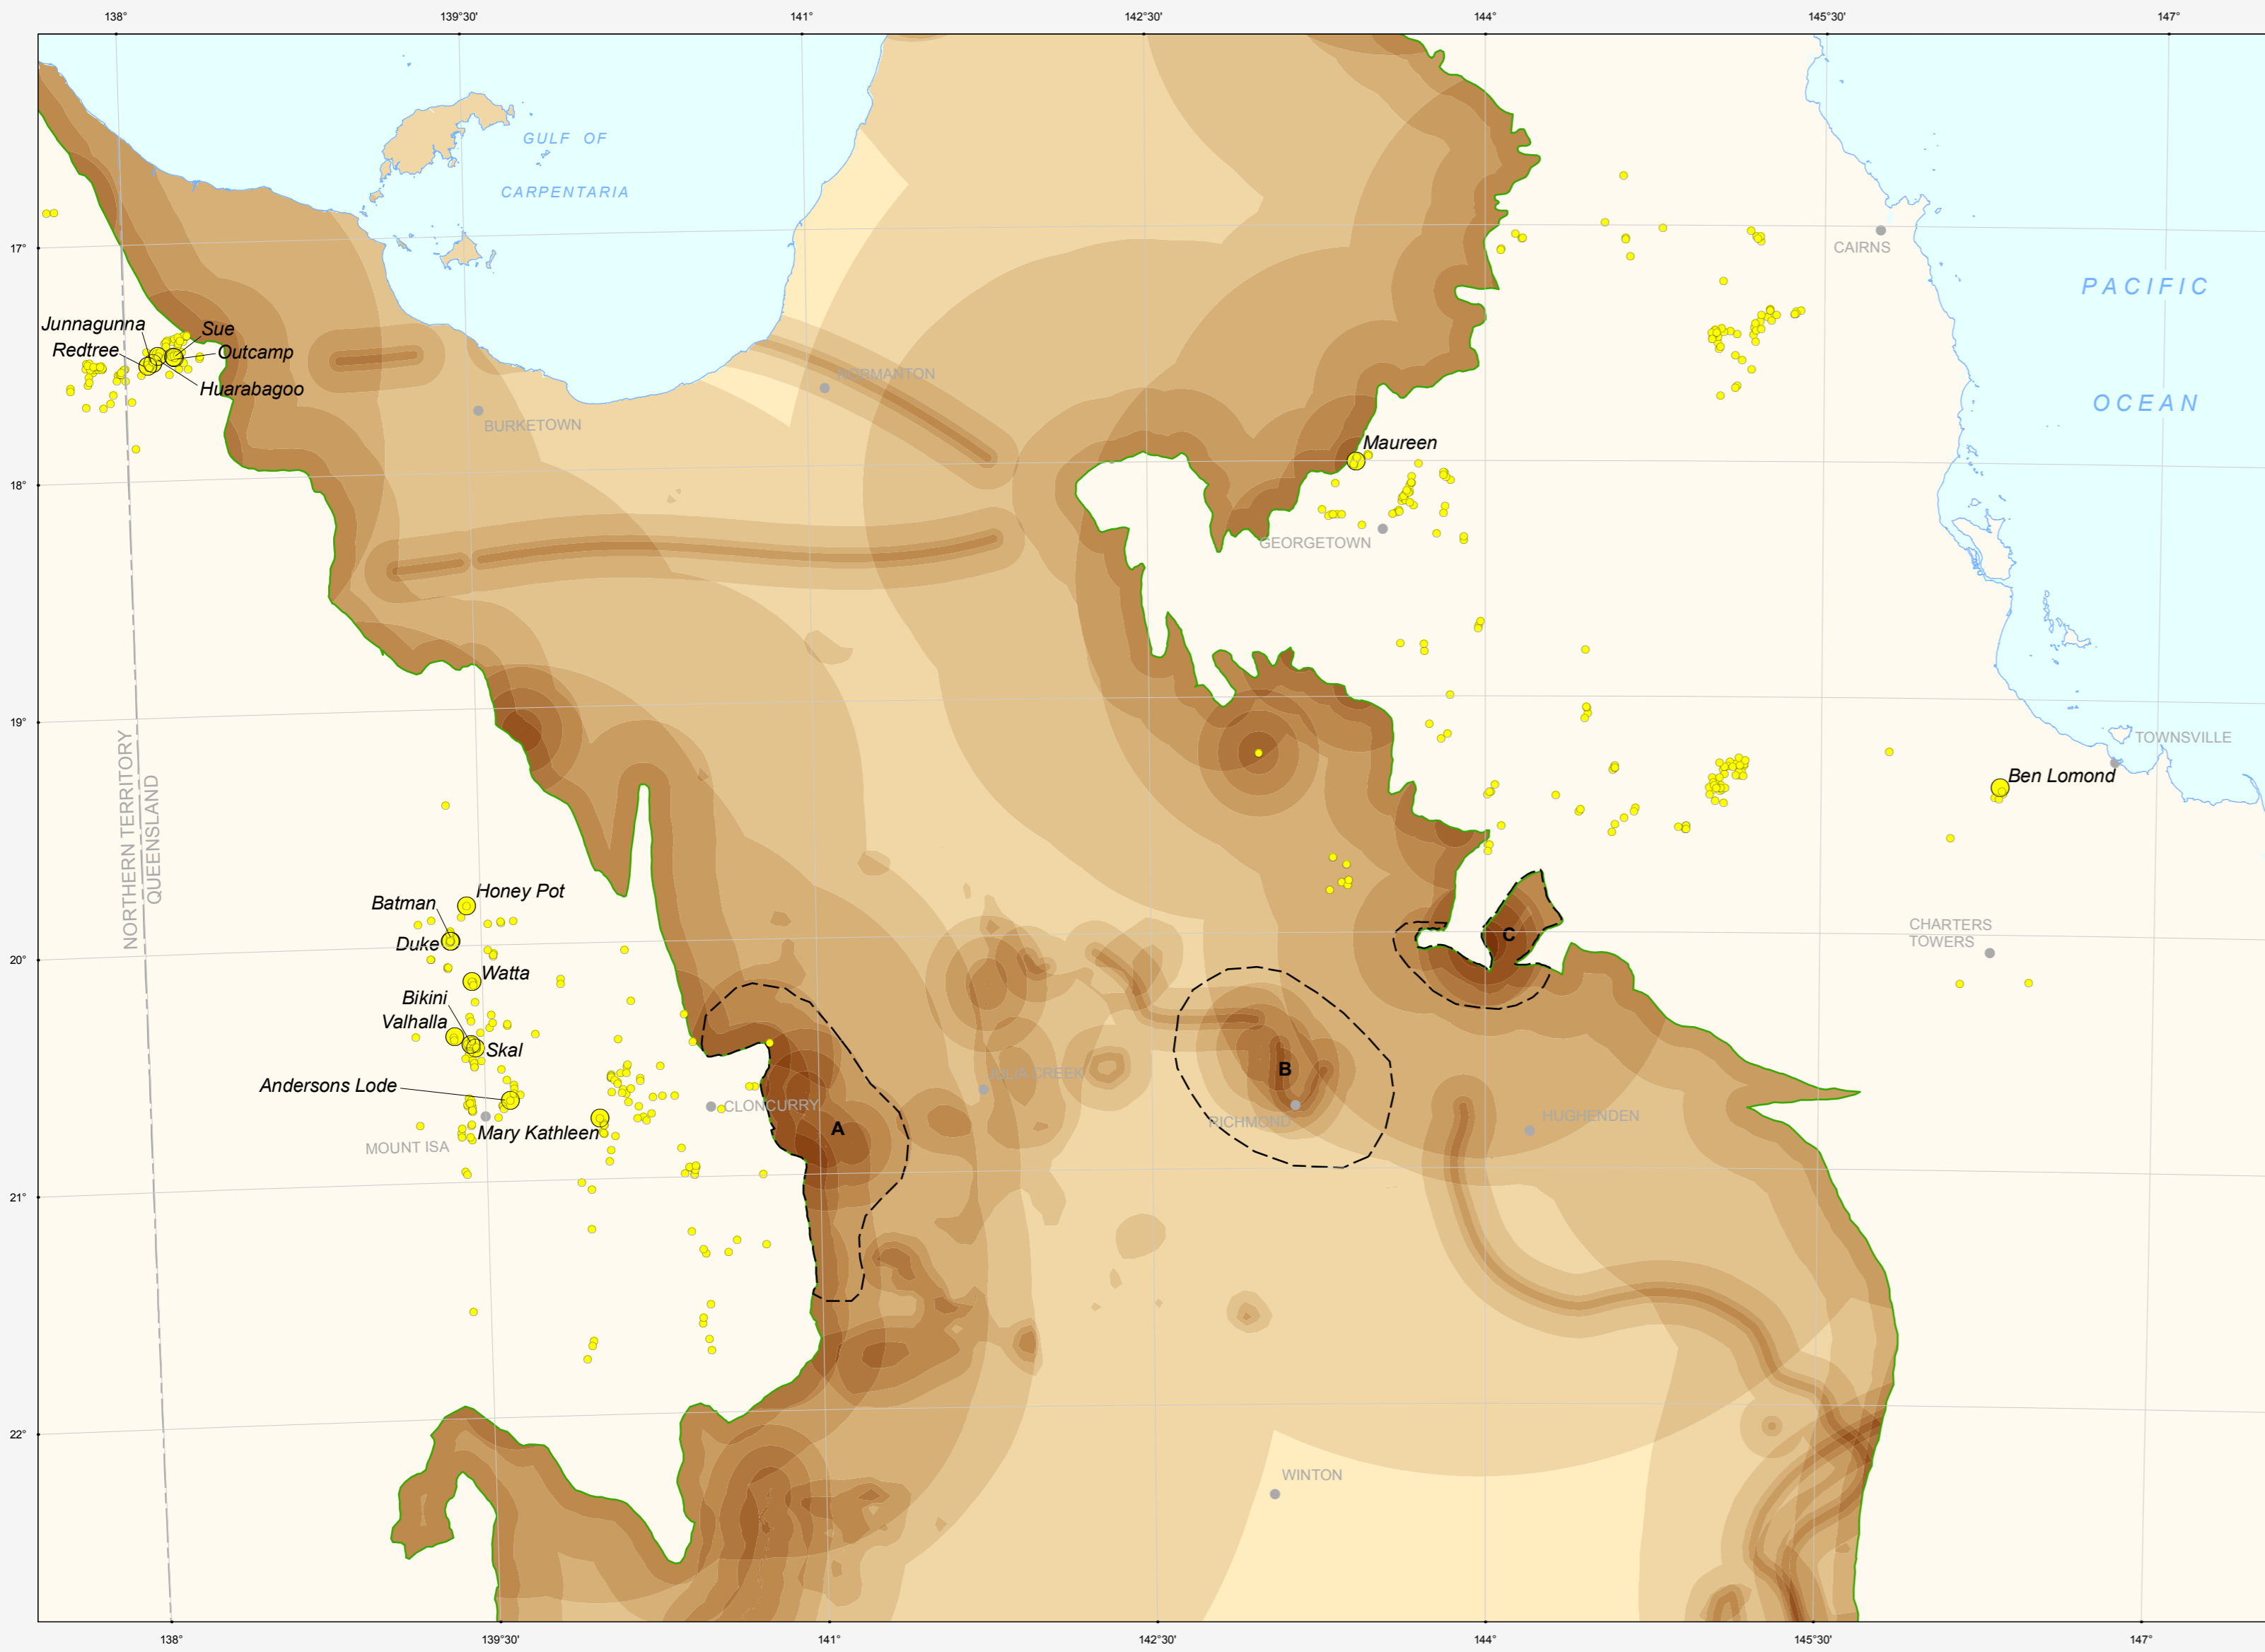 138°
139°30'
141°
142°30'
144°
145°30'
147°
GULF OF
CARPENTARIA
17°
CAIRNS
PACIFIC
OCEAN
Junnagunna
Sue
Redtree
Outcamp
Huarabagoo
NORMANTON
BURKETOWN
Maureen
18°
GEORGETOWN
19°
NORTHERN TERRITORY
QUEENSLAND
TOWNSVILLE
Ben Lomond
Honey Pot
Batman
Duke
CHARTERS
TOWERS
C
20°
Watta
Bikini
Valhalla
Skal
Andersons Lode
JULIA CREEK
B
CLONCURRY
A
RICHMOND
HUGHENDEN
Mary Kathleen
MOUNT ISA
21°
22°
WINTON
138°
139°30'
141°
142°30'
144°
145°30'
147°